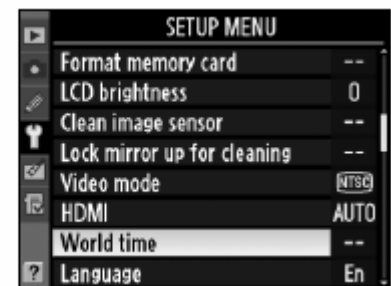 SETUP MENU
Format memory card --
LCD brightness 0
Clean image sensor --
Lock mirror up for cleaning --
Video mode NTSC
HDMI AUTO
World time --
? Language En